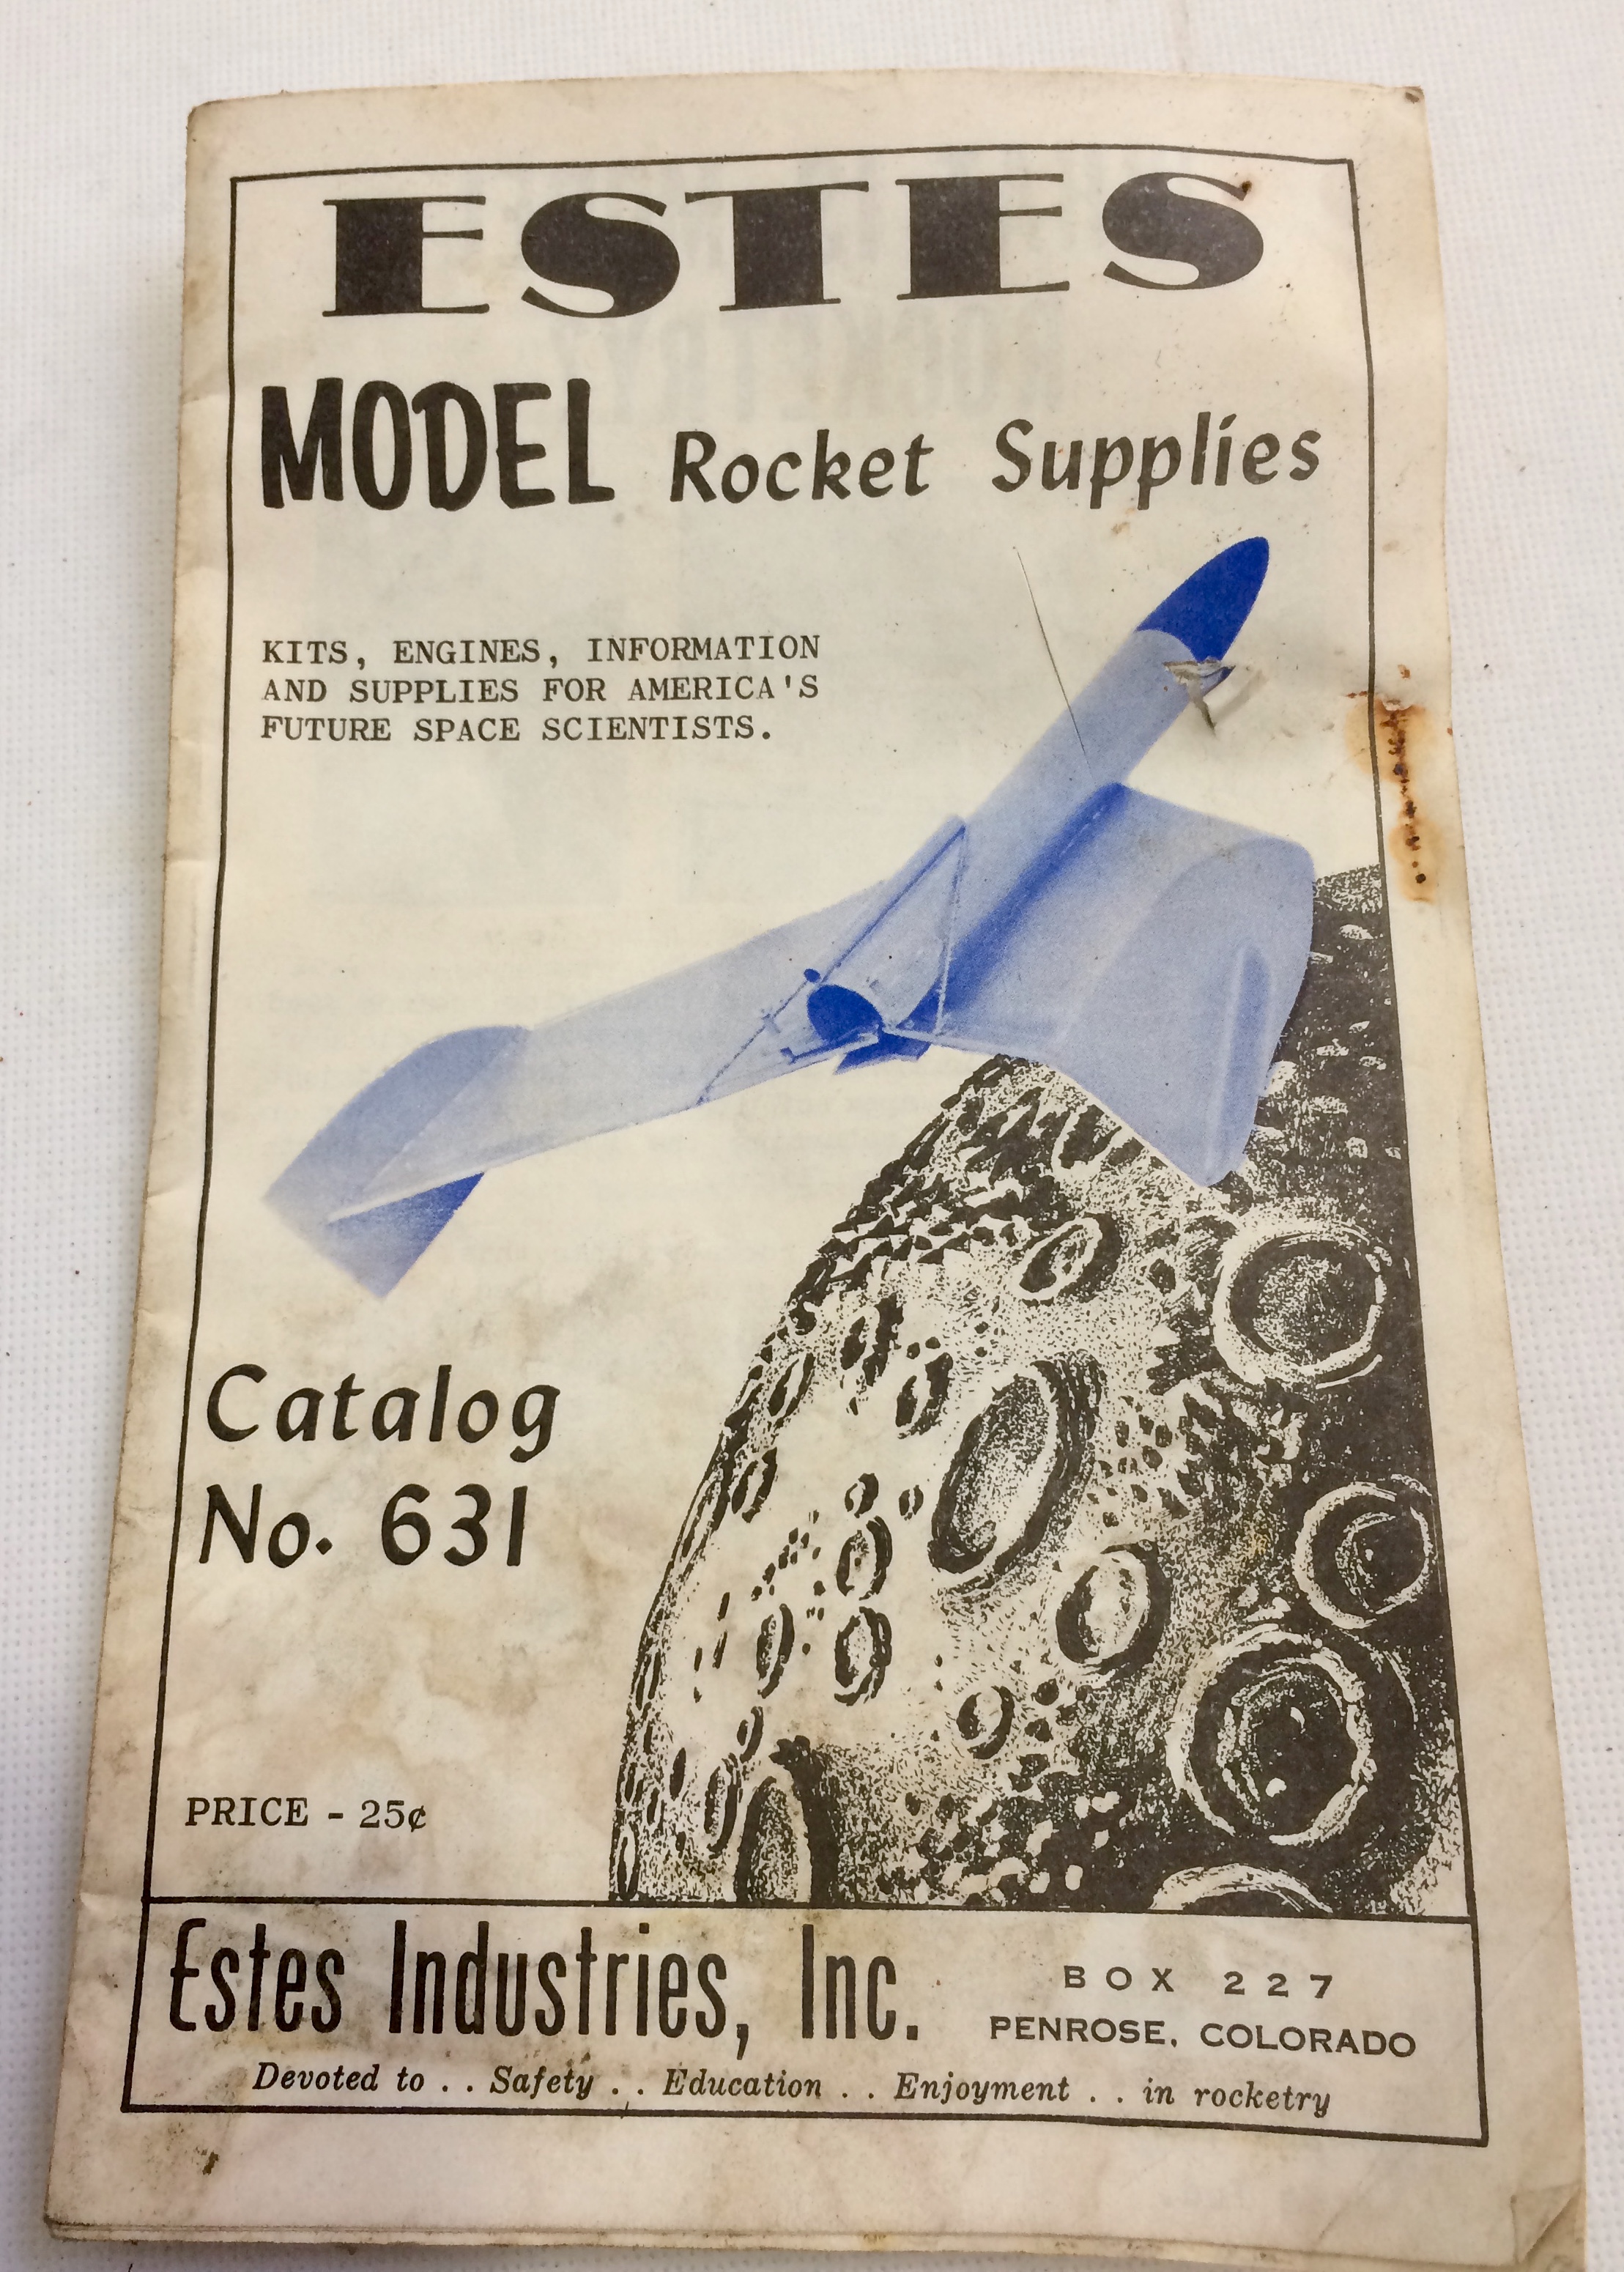 ESTES
MODEL Rocket Supplies
KITS, ENGINES, INFORMATION
AND SUPPLIES FOR AMERICA'S
FUTURE SPACE SCIENTISTS.
Catalog
No. 631
PRICE - 25¢
Estes Industries, Inc.
BOX 227
PENROSE, COLORADO
Devoted to . . Safety . . Education . . Enjoyment . . in rocketry